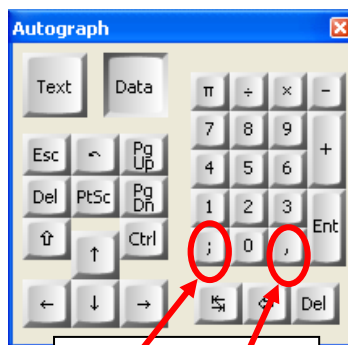 Autograph
Text Data
π ÷ × −
7 8 9 +
Esc Pg Up
4 5 6
Del PtSc Pg Dn
1 2 3 Ent
⇧ ↑ Ctrl
; 0 ,
← ↓ → Del